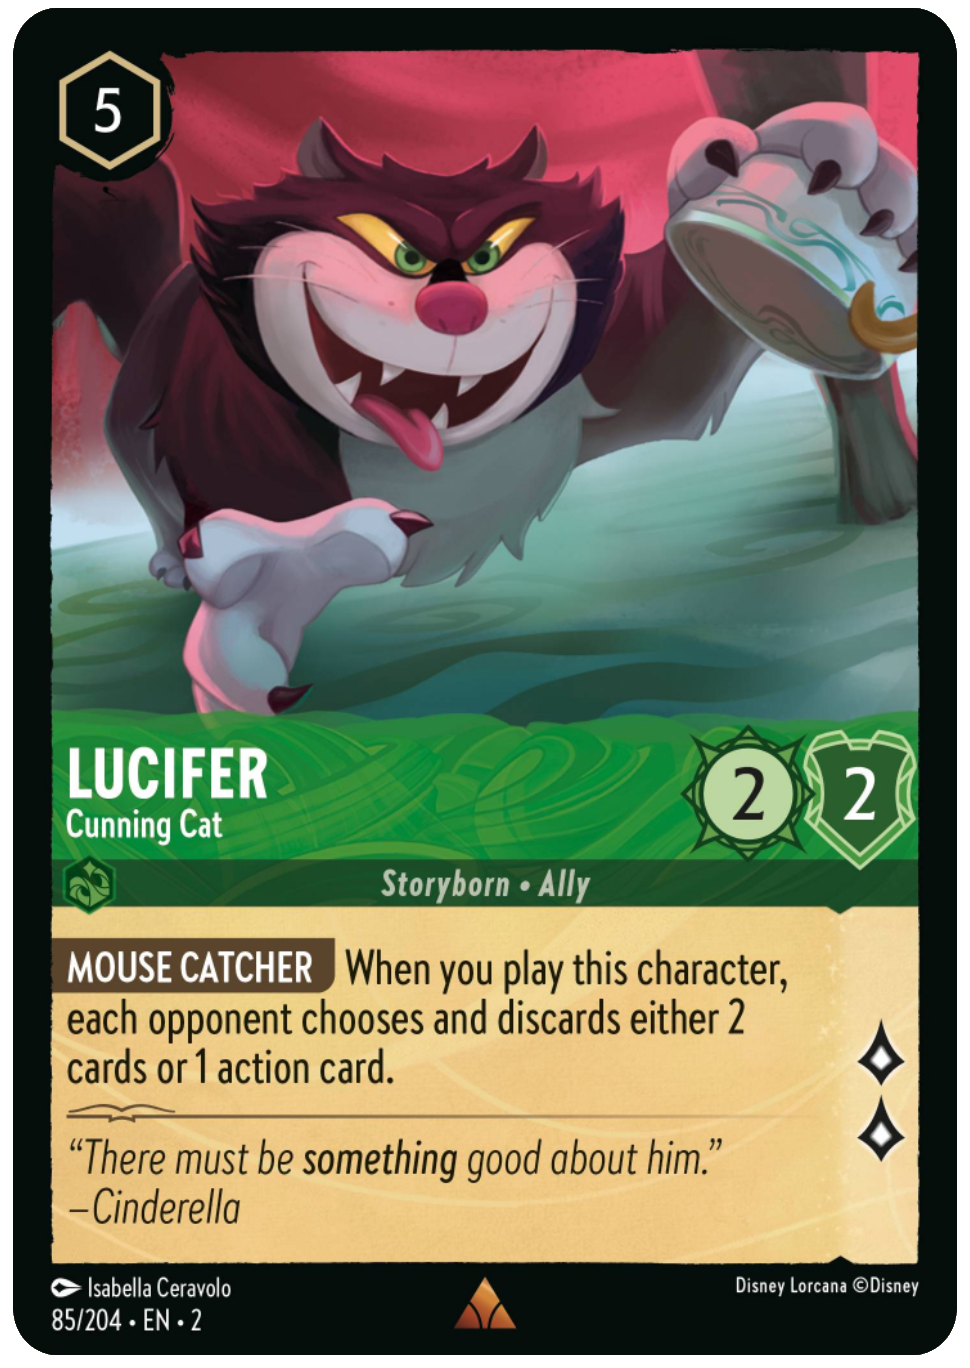 5
LUCIFER
Cunning Cat
2
2
Storyborn • Ally
MOUSE CATCHER When you play this character,
each opponent chooses and discards either 2
cards or 1 action card.
“There must be something good about him.”
–Cinderella
Isabella Ceravolo
Disney Lorcana ©Disney
85/204 • EN • 2